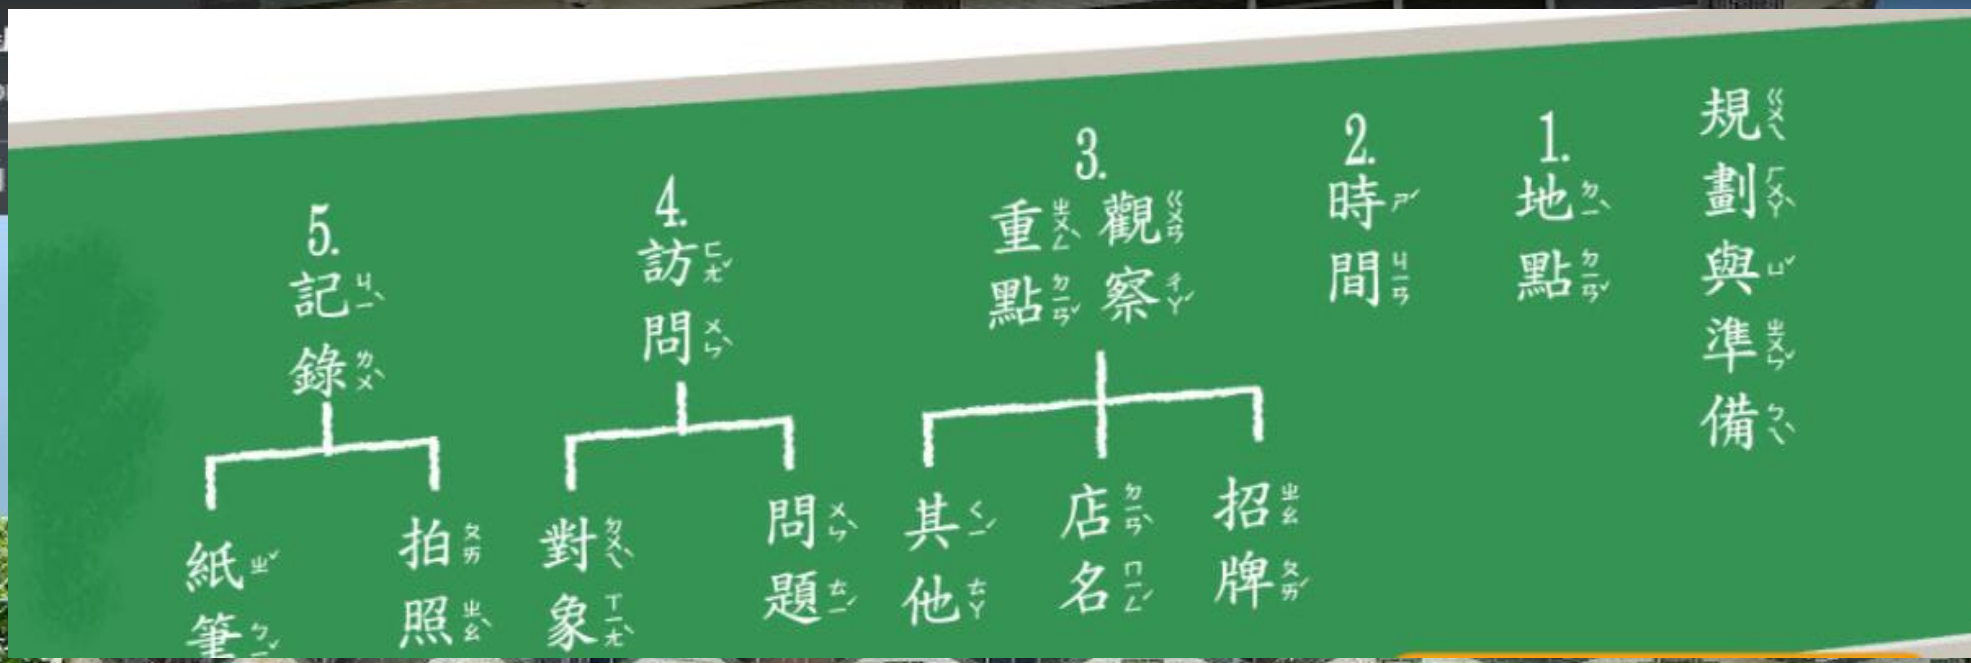 規劃與準備
1.地點
2.時間
3.觀察重點
招牌
店名
其他
4.訪問
問題
對象
5.記錄
拍照
紙筆